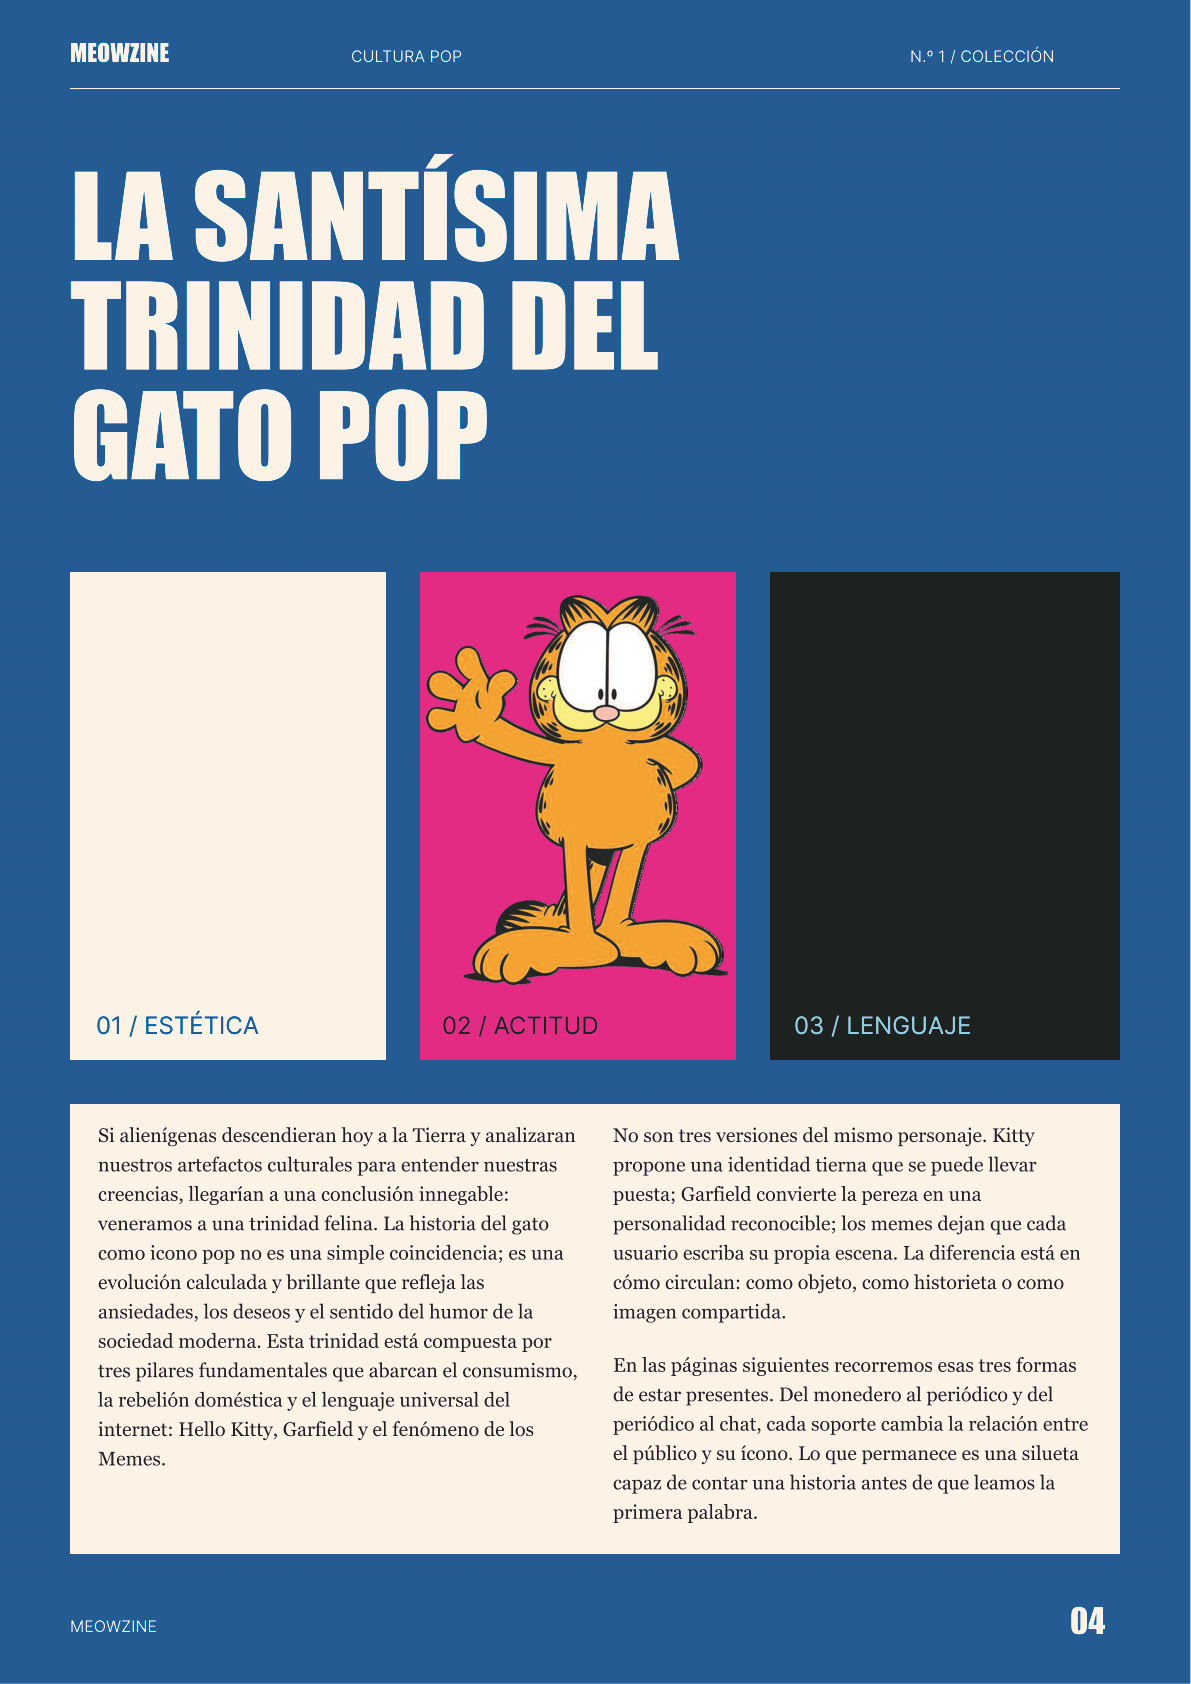 MEOWZINE
CULTURA POP
N.º 1 / COLECCIÓN
LA SANTÍSIMA
TRINIDAD DEL
GATO POP
01 / ESTÉTICA
02 / ACTITUD
03 / LENGUAJE
Si alienígenas descendieran hoy a la Tierra y analizaran
nuestros artefactos culturales para entender nuestras
creencias, llegarían a una conclusión innegable:
veneramos a una trinidad felina. La historia del gato
como icono pop no es una simple coincidencia; es una
evolución calculada y brillante que refleja las
ansiedades, los deseos y el sentido del humor de la
sociedad moderna. Esta trinidad está compuesta por
tres pilares fundamentales que abarcan el consumismo,
la rebelión doméstica y el lenguaje universal del
internet: Hello Kitty, Garfield y el fenómeno de los
Memes.
No son tres versiones del mismo personaje. Kitty
propone una identidad tierna que se puede llevar
puesta; Garfield convierte la pereza en una
personalidad reconocible; los memes dejan que cada
usuario escriba su propia escena. La diferencia está en
cómo circulan: como objeto, como historieta o como
imagen compartida.
En las páginas siguientes recorremos esas tres formas
de estar presentes. Del monedero al periódico y del
periódico al chat, cada soporte cambia la relación entre
el público y su ícono. Lo que permanece es una silueta
capaz de contar una historia antes de que leamos la
primera palabra.
MEOWZINE
04